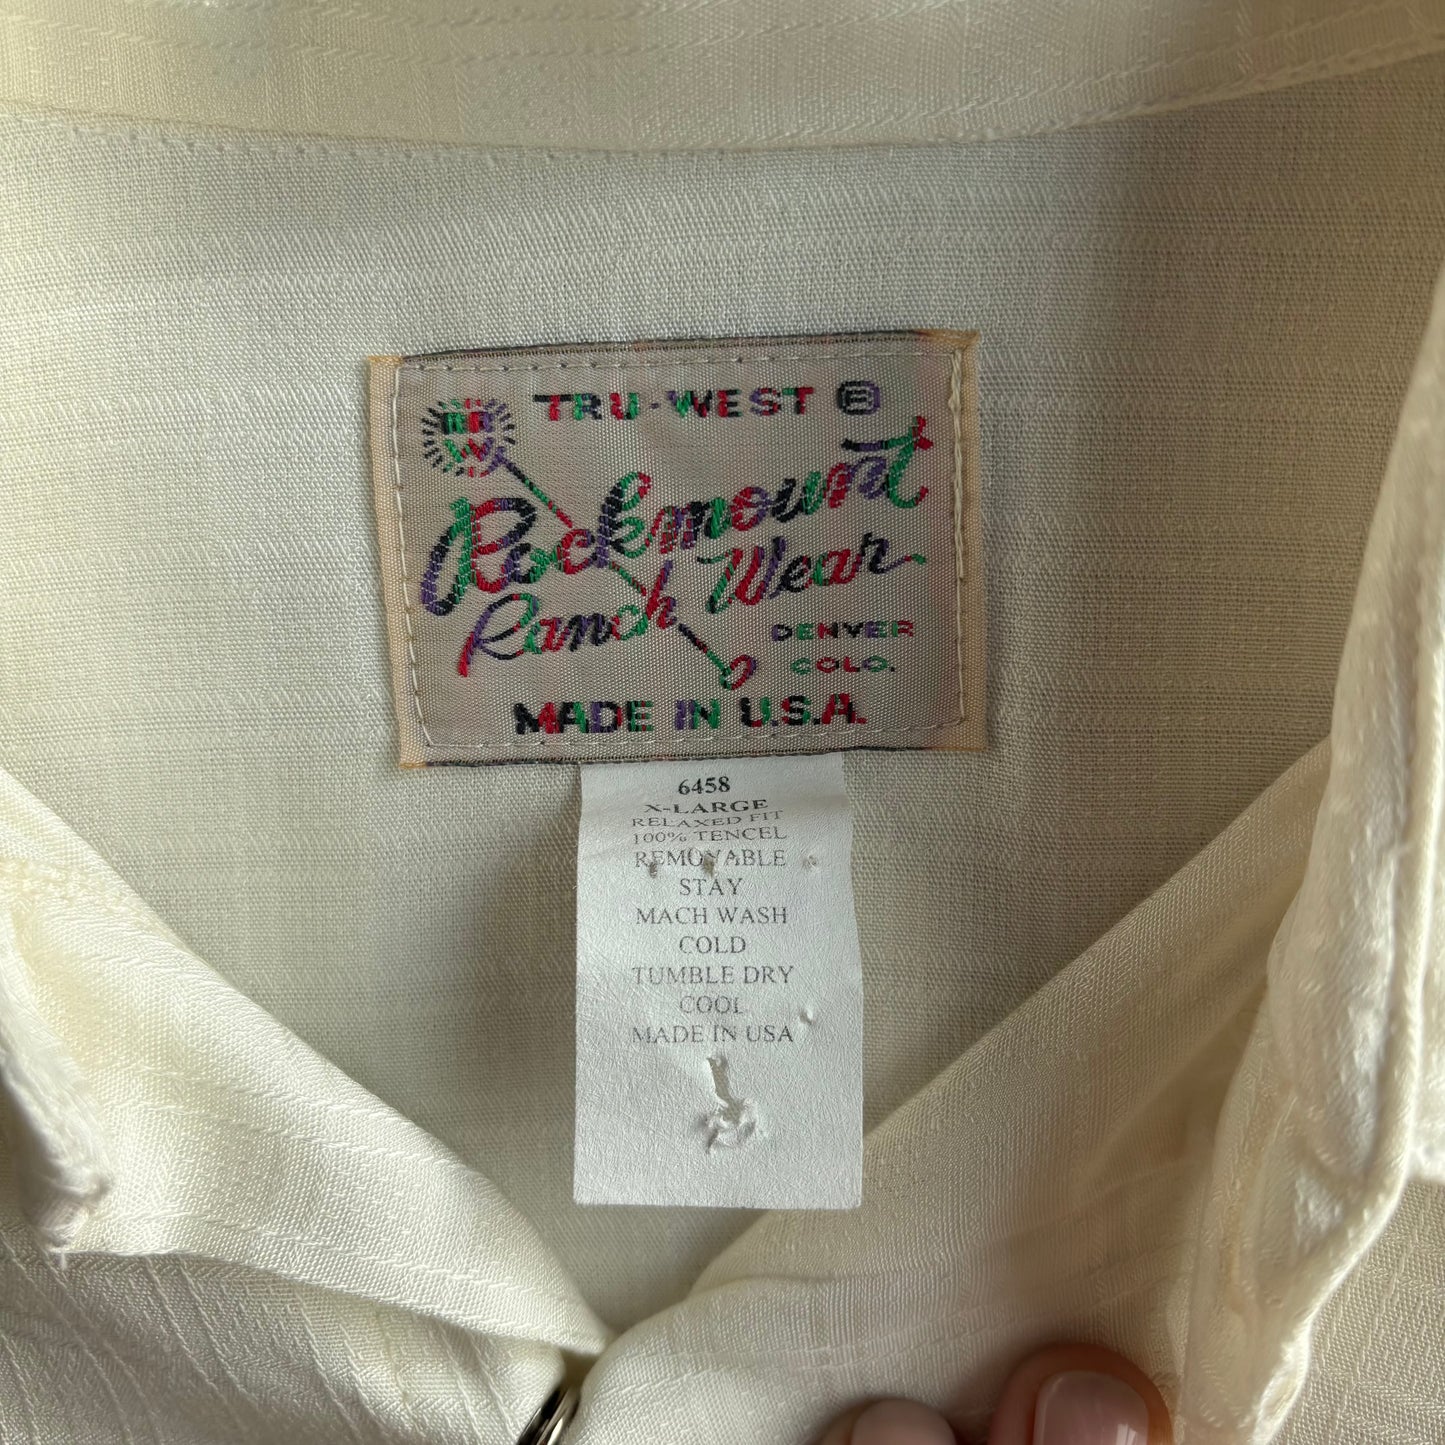 TRU-WEST ®
RRW
Rockmount
Ranch Wear
DENVER
COLO.
MADE IN U.S.A.
6458
X-LARGE
RELAXED FIT
100% TENCEL
REMOVABLE
STAY
MACH WASH
COLD
TUMBLE DRY
COOL
MADE IN USA